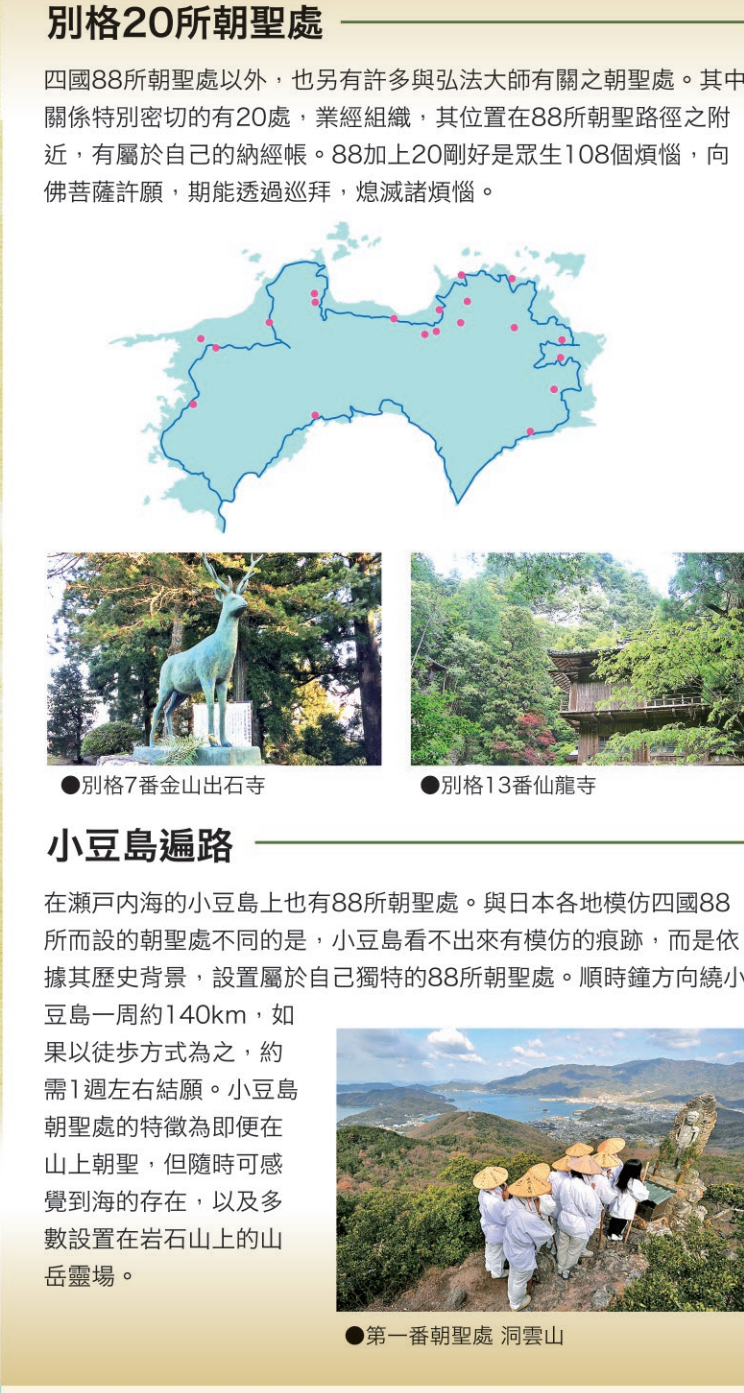 別格20所朝聖處
四國88所朝聖處以外，也另有許多與弘法大師有關之朝聖處。其中
關係特別密切的有20處，業經組織，其位置在88所朝聖路徑之附
近，有屬於自己的納經帳。88加上20剛好是眾生108個煩惱，向
佛菩薩許願，期能透過巡拜，熄滅諸煩惱。
●別格7番金山出石寺
●別格13番仙龍寺
小豆島遍路
在瀨戸内海的小豆島上也有88所朝聖處。與日本各地模仿四國88
所而設的朝聖處不同的是，小豆島看不出來有模仿的痕跡，而是依
據其歷史背景，設置屬於自己獨特的88所朝聖處。順時鐘方向繞小
豆島一周約140km，如
果以徒歩方式為之，約
需1週左右結願。小豆島
朝聖處的特徵為即便在
山上朝聖，但隨時可感
覺到海的存在，以及多
數設置在岩石山上的山
岳靈場。
●第一番朝聖處 洞雲山